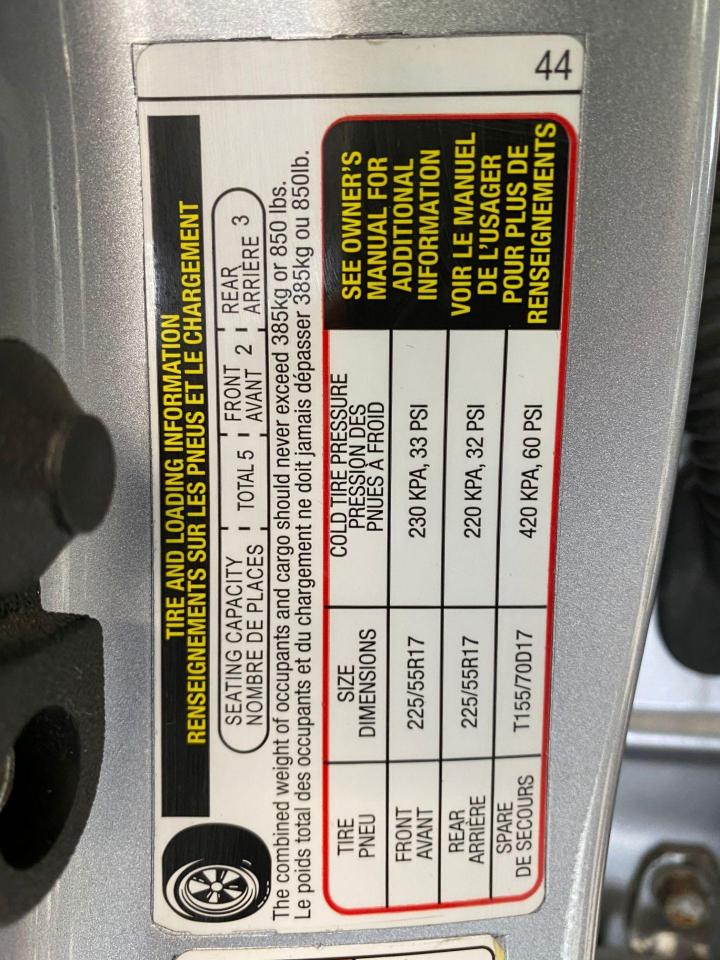 44
TIRE AND LOADING INFORMATION
RENSEIGNEMENTS SUR LES PNEUS ET LE CHARGEMENT
SEATING CAPACITY
NOMBRE DE PLACES
TOTAL 5
FRONT
AVANT 2
REAR
ARRIÈRE 3
The combined weight of occupants and cargo should never exceed 385kg or 850 lbs.
Le poids total des occupants et du chargement ne doit jamais dépasser 385kg ou 850lb.
TIRE
PNEU
SIZE
DIMENSIONS
COLD TIRE PRESSURE
PRESSION DES
PNUES À FROID
FRONT
AVANT
225/55R17
230 KPA, 33 PSI
REAR
ARRIÈRE
225/55R17
220 KPA, 32 PSI
SPARE
DE SECOURS
T155/70D17
420 KPA, 60 PSI
SEE OWNER'S
MANUAL FOR
ADDITIONAL
INFORMATION
VOIR LE MANUEL
DE L'USAGER
POUR PLUS DE
RENSEIGNEMENTS